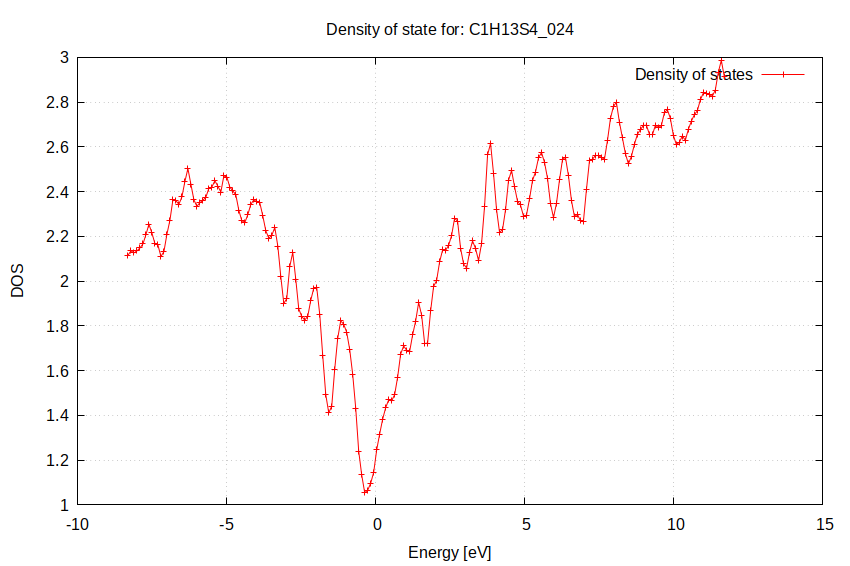 Density of state for: C1H13S4_024
Density of states
3
2.8
2.6
2.4
2.2
2
1.8
1.6
1.4
1.2
1
DOS
-10 -5 0 5 10 15
Energy [eV]